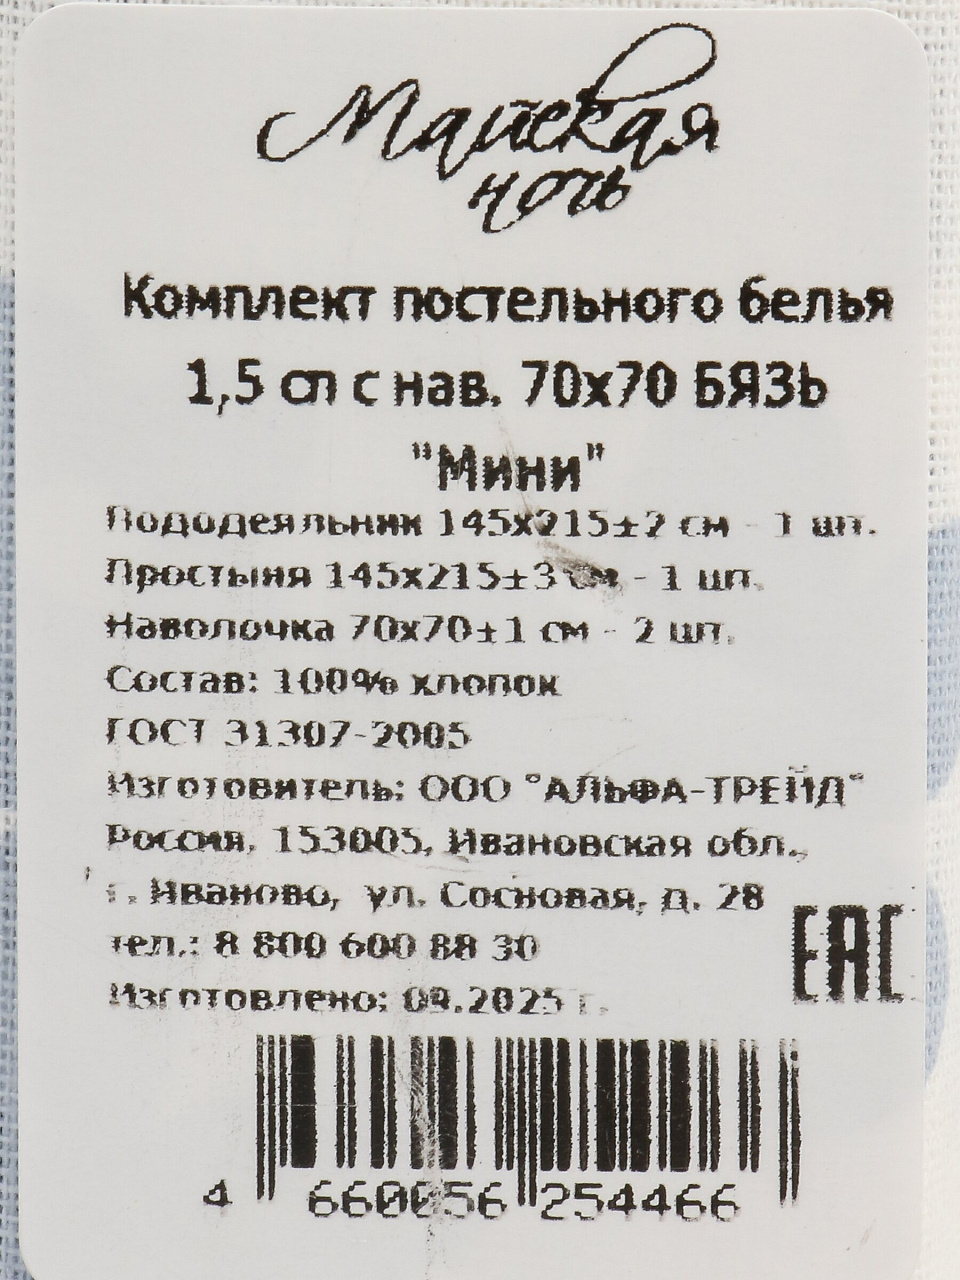 Майская
ночь
Комплект постельного белья
1,5 сп с нав. 70х70 БЯЗЬ
"Мини"
Пододеяльник 145х215±2 см - 1 шт.
Простыня 145х215±3 см - 1 шт.
Наволочка 70х70±1 см - 2 шт.
Состав: 100% хлопок
ГОСТ 31307-2005
Изготовитель: ООО "АЛЬФА-ТРЕЙД"
Россия, 153005, Ивановская обл.,
г. Иваново, ул. Сосновая, д. 28
тел.: 8 800 600 88 30
EAC
Изготовлено: 09.2025 г.
4 660056 254466